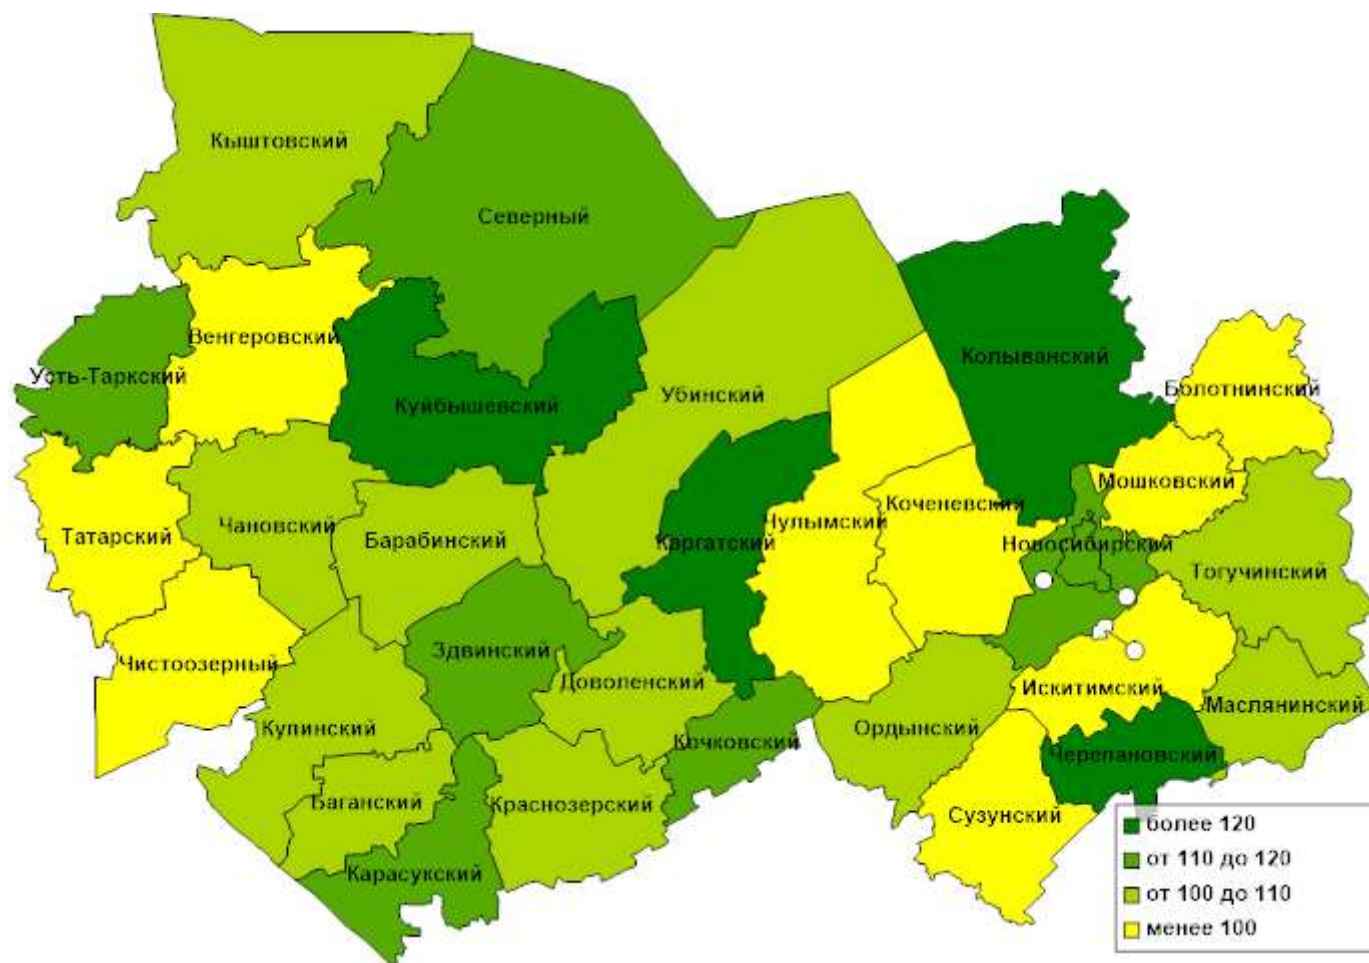 Кыштовский
Северный
Венгеровский
Колыванский
Усть-Таркский
Болотнинский
Убинский
Куйбышевский
Мошковский
Коченевский
Чулымский
Чановский
Татарский
Барабинский
Каргатский
Новосибирский
Тогучинский
Здвинский
Чистоозерный
Доволенский
Искитимский
Маслянинский
Купинский
Ордынский
Кочковский
Черепановский
Баганский
Краснозерский
Сузунский
Карасукский
более 120
от 110 до 120
от 100 до 110
менее 100